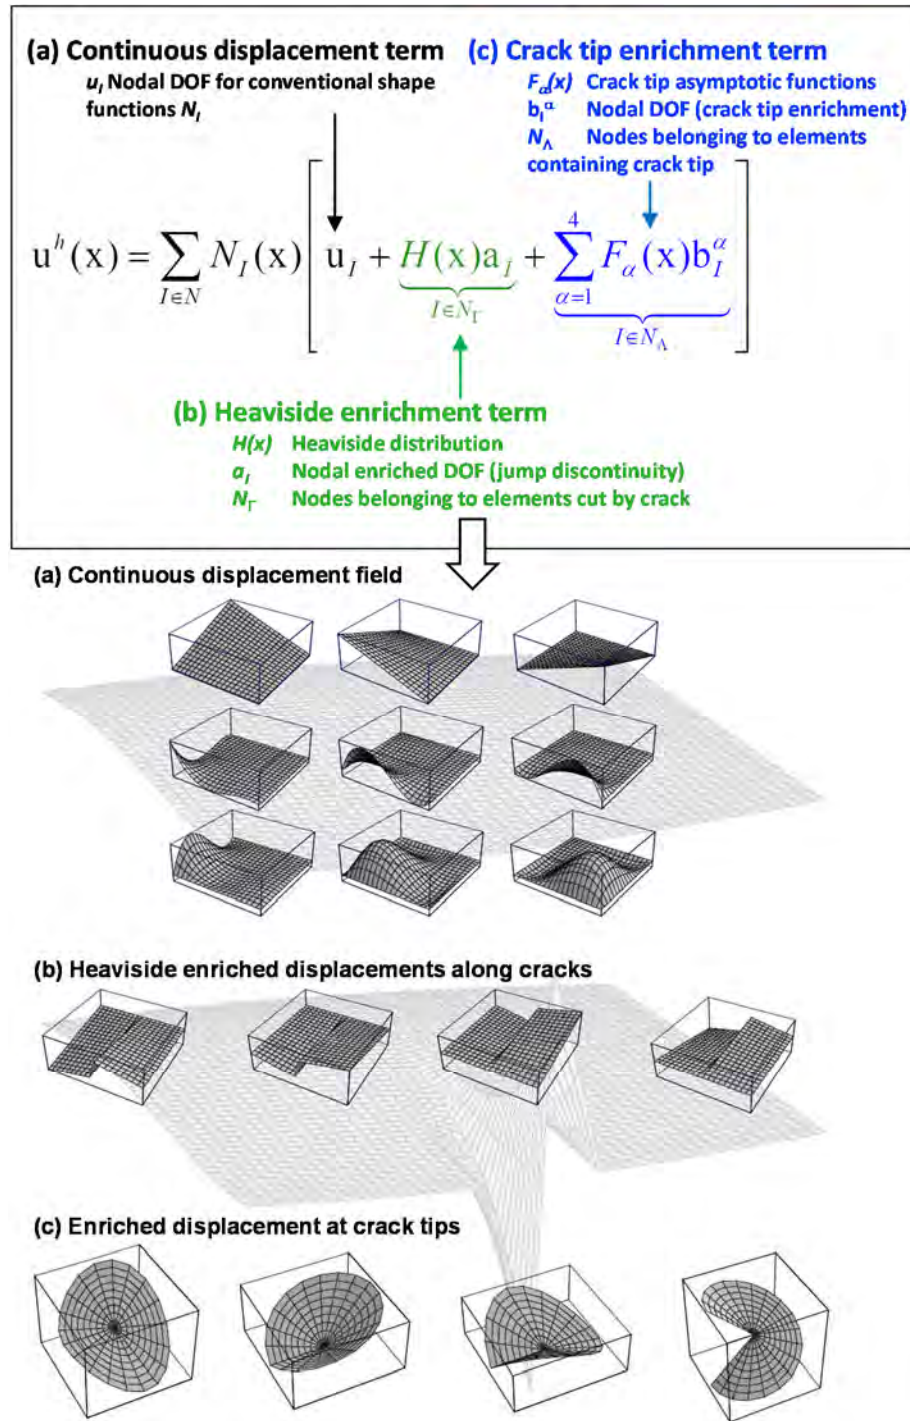 (a) Continuous displacement term
u_I Nodal DOF for conventional shape
functions N_I
(c) Crack tip enrichment term
F_α(x) Crack tip asymptotic functions
b_I^α Nodal DOF (crack tip enrichment)
N_Λ Nodes belonging to elements
containing crack tip
u^h(x) = ∑_{I∈N} N_I(x) [ u_I + H(x)a_I + ∑_{α=1}^{4} F_α(x)b_I^α ]
I∈N_Γ
I∈N_Λ
(b) Heaviside enrichment term
H(x) Heaviside distribution
a_I Nodal enriched DOF (jump discontinuity)
N_Γ Nodes belonging to elements cut by crack
(a) Continuous displacement field
(b) Heaviside enriched displacements along cracks
(c) Enriched displacement at crack tips